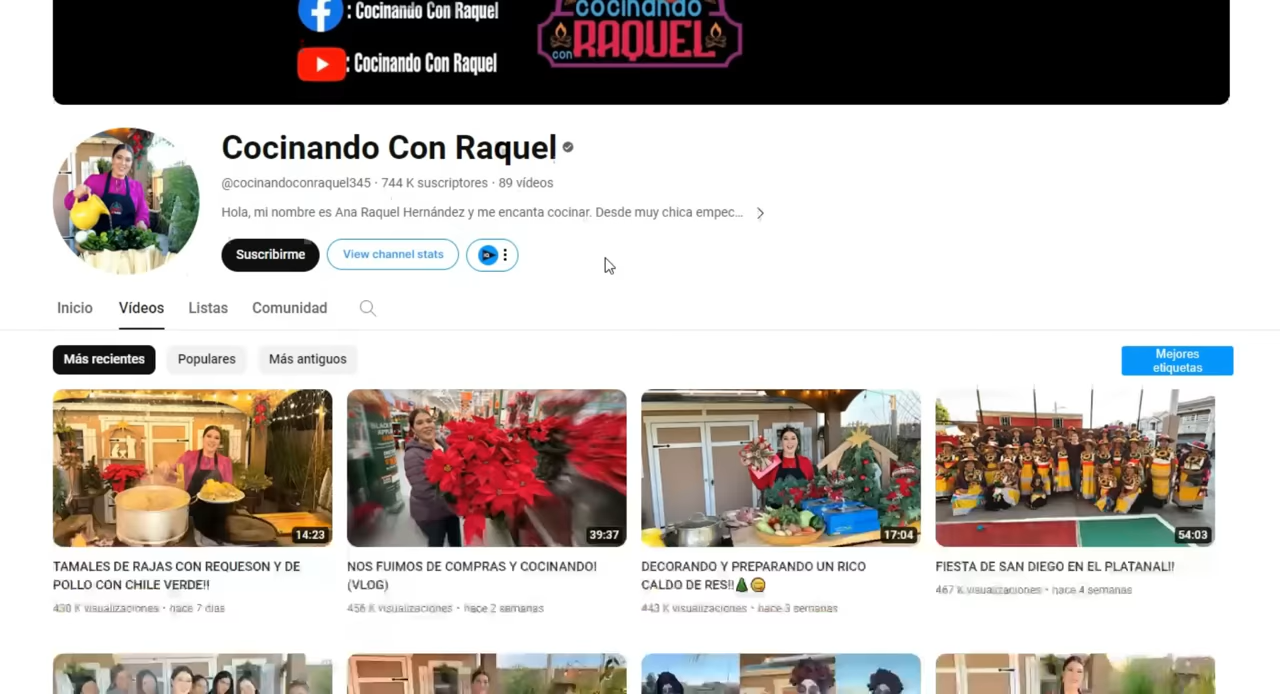 : Cocinando Con Raquel
: Cocinando Con Raquel
cocinando
con RAQUEL
Cocinando Con Raquel
@cocinandoconraquel345 · 744 K suscriptores · 89 vídeos
Hola, mi nombre es Ana Raquel Hernández y me encanta cocinar. Desde muy chica empec...
Suscribirme
View channel stats
Inicio
Vídeos
Listas
Comunidad
Más recientes
Populares
Más antiguos
Mejores
etiquetas
14:23
39:37
17:04
54:03
TAMALES DE RAJAS CON REQUESON Y DE
POLLO CON CHILE VERDE!!
430 K visualizaciones · hace 7 días
NOS FUIMOS DE COMPRAS Y COCINANDO!
(VLOG)
456 K visualizaciones · hace 2 semanas
DECORANDO Y PREPARANDO UN RICO
CALDO DE RES!!🎄😄
443 K visualizaciones · hace 3 semanas
FIESTA DE SAN DIEGO EN EL PLATANAL!!
467 K visualizaciones · hace 4 semanas